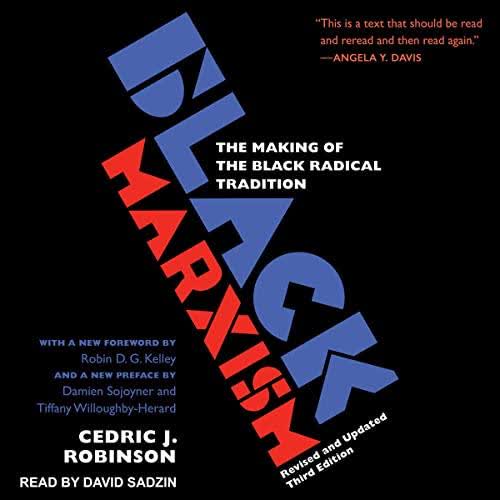 “This is a text that should be read
and reread and then read again.”
—ANGELA Y. DAVIS
BLACK
MARXISM
THE MAKING OF
THE BLACK RADICAL
TRADITION
WITH A NEW FOREWORD BY
Robin D. G. Kelley
AND A NEW PREFACE BY
Damien Sojoyner and
Tiffany Willoughby-Herard
CEDRIC J.
ROBINSON
READ BY DAVID SADZIN
Revised and Updated
Third Edition